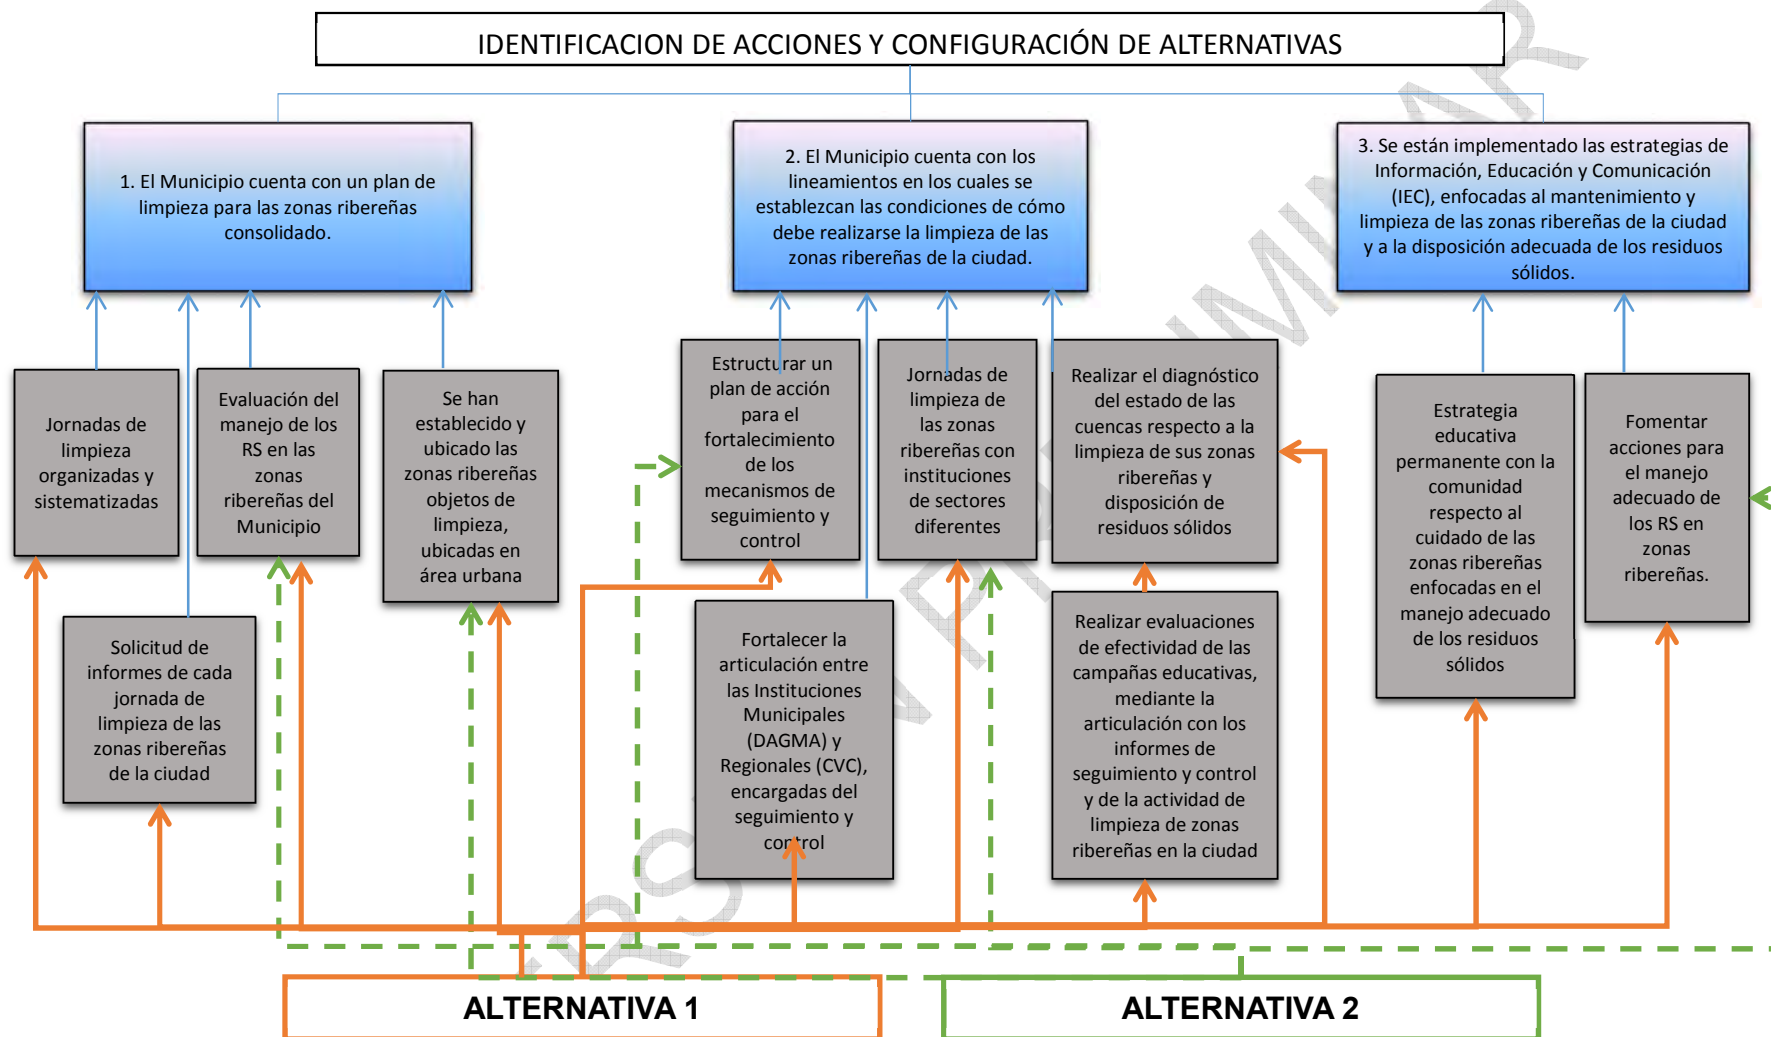 IDENTIFICACION DE ACCIONES Y CONFIGURACIÓN DE ALTERNATIVAS
1. El Municipio cuenta con un plan de
limpieza para las zonas ribereñas
consolidado.
2. El Municipio cuenta con los
lineamientos en los cuales se
establezcan las condiciones de cómo
debe realizarse la limpieza de las
zonas ribereñas de la ciudad.
3. Se están implementado las estrategias de
Información, Educación y Comunicación
(IEC), enfocadas al mantenimiento y
limpieza de las zonas ribereñas de la ciudad
y a la disposición adecuada de los residuos
sólidos.
Jornadas de
limpieza
organizadas y
sistematizadas
Evaluación del
manejo de los
RS en las
zonas
ribereñas del
Municipio
Se han
establecido y
ubicado las
zonas ribereñas
objetos de
limpieza,
ubicadas en
área urbana
Estructurar un
plan de acción
para el
fortalecimiento
de los
mecanismos de
seguimiento y
control
Jornadas de
limpieza de
las zonas
ribereñas con
instituciones
de sectores
diferentes
Realizar el diagnóstico
del estado de las
cuencas respecto a la
limpieza de sus zonas
ribereñas y
disposición de
residuos sólidos
Estrategia
educativa
permanente con la
comunidad
respecto al
cuidado de las
zonas ribereñas
enfocadas en el
manejo adecuado
de los residuos
sólidos
Fomentar
acciones para
el manejo
adecuado de
los RS en
zonas
ribereñas.
Solicitud de
informes de cada
jornada de
limpieza de las
zonas ribereñas
de la ciudad
Fortalecer la
articulación entre
las Instituciones
Municipales
(DAGMA) y
Regionales (CVC),
encargadas del
seguimiento y
control
Realizar evaluaciones
de efectividad de las
campañas educativas,
mediante la
articulación con los
informes de
seguimiento y control
y de la actividad de
limpieza de zonas
ribereñas en la ciudad
ALTERNATIVA 1
ALTERNATIVA 2